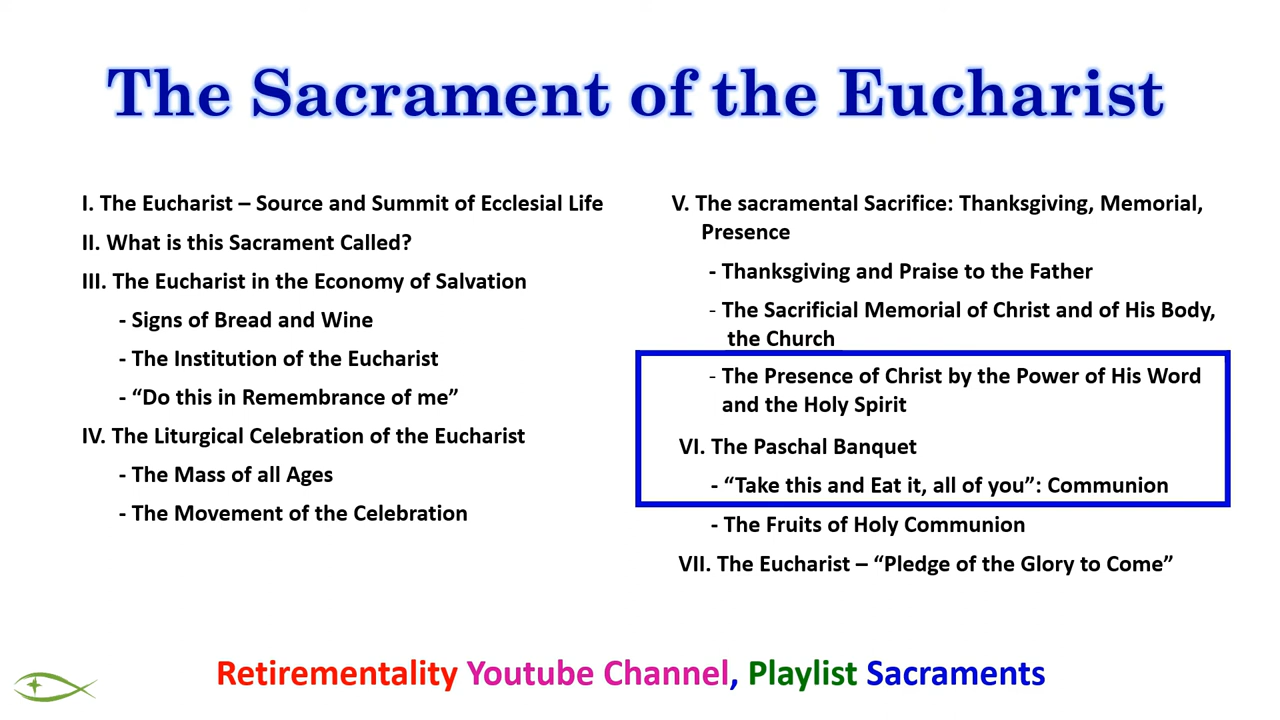 The Sacrament of the Eucharist
I. The Eucharist – Source and Summit of Ecclesial Life
II. What is this Sacrament Called?
III. The Eucharist in the Economy of Salvation
- Signs of Bread and Wine
- The Institution of the Eucharist
- “Do this in Remembrance of me”
IV. The Liturgical Celebration of the Eucharist
- The Mass of all Ages
- The Movement of the Celebration
V. The sacramental Sacrifice: Thanksgiving, Memorial,
Presence
- Thanksgiving and Praise to the Father
- The Sacrificial Memorial of Christ and of His Body,
the Church
- The Presence of Christ by the Power of His Word
and the Holy Spirit
VI. The Paschal Banquet
- “Take this and Eat it, all of you”: Communion
- The Fruits of Holy Communion
VII. The Eucharist – “Pledge of the Glory to Come”
Retirementality Youtube Channel, Playlist Sacraments